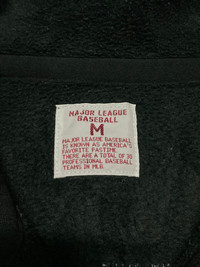 MAJOR LEAGUE
BASEBALL
M
MAJOR LEAGUE BASEBALL
IS KNOWN AS AMERICA'S
FAVORITE PASTIME.
THERE ARE A TOTAL OF 30
PROFESSIONAL BASEBALL
TEAMS IN MLB.